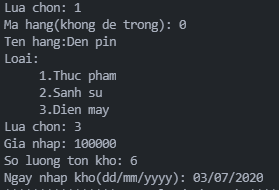 Lua chon: 1
Ma hang(khong de trong): 0
Ten hang:Den pin
Loai:
1.Thuc pham
2.Sanh su
3.Dien may
Lua chon: 3
Gia nhap: 100000
So luong ton kho: 6
Ngay nhap kho(dd/mm/yyyy): 03/07/2020